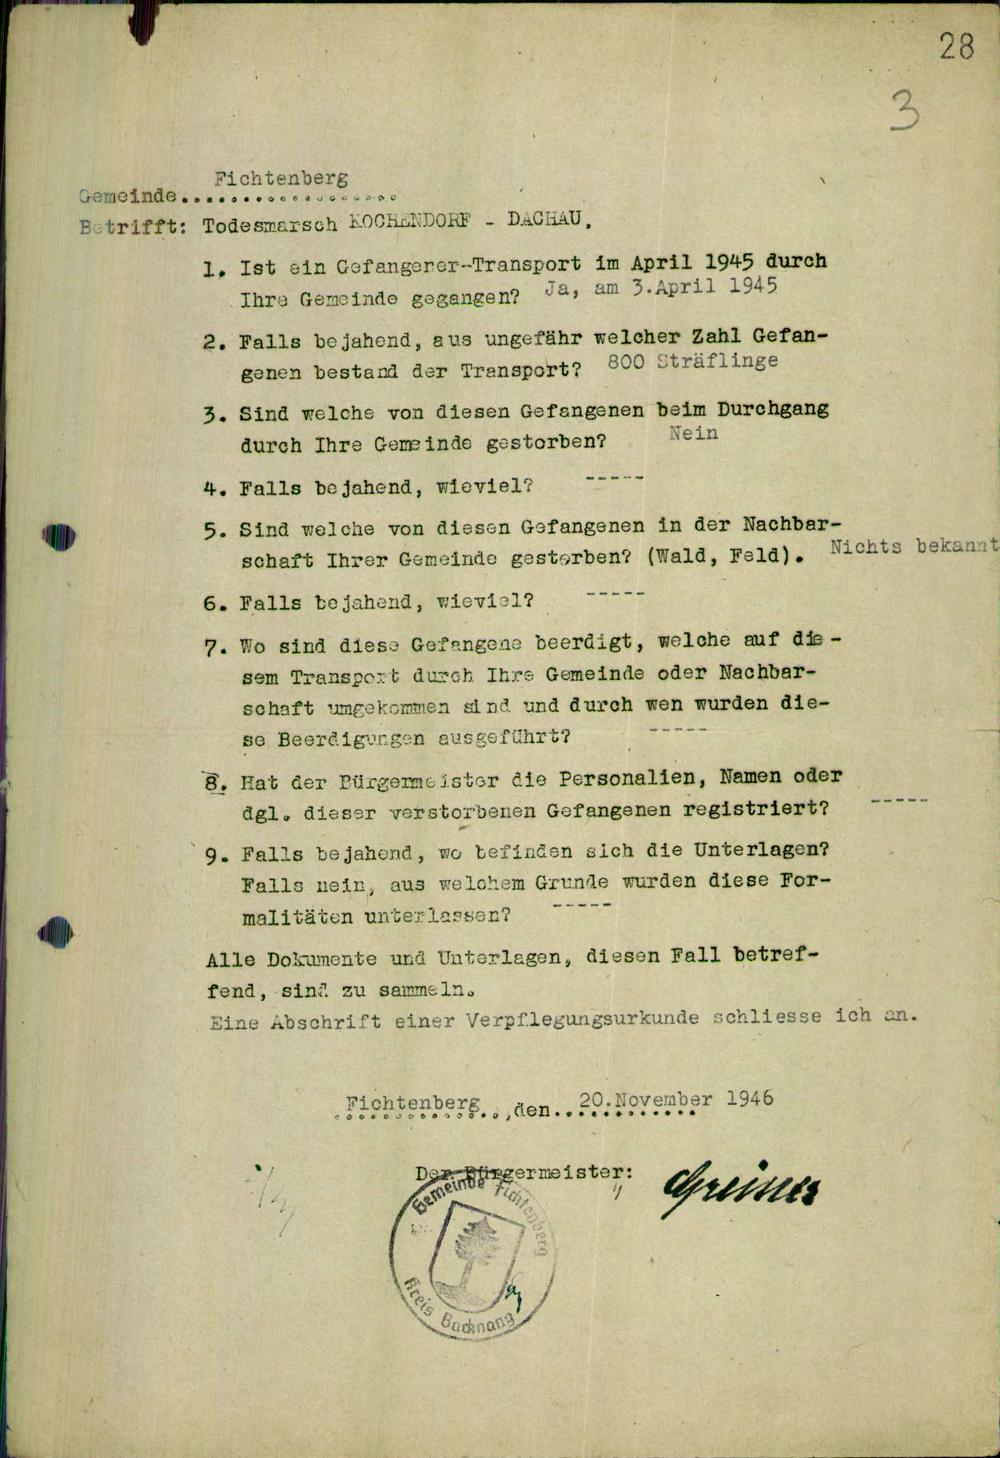 28
3
Fichtenberg
Gemeinde....................
Betrifft: Todesmarsch KOCHENDORF - DACHAU.
1. Ist ein Gefangerer-Transport im April 1945 durch
Ihre Gemeinde gegangen? Ja, am 3.April 1945
2. Falls bejahend, aus ungefähr welcher Zahl Gefan-
genen bestand der Transport? 800 Sträflinge
3. Sind welche von diesen Gefangenen beim Durchgang
durch Ihre Gemeinde gestorben? Nein
4. Falls bejahend, wieviel? -----
5. Sind welche von diesen Gefangenen in der Nachbar-
schaft Ihrer Gemeinde gestorben? (Wald, Feld). Nichts bekannt
6. Falls bejahend, wieviel? -----
7. Wo sind diese Gefangene beerdigt, welche auf die-
sem Transport durch Ihre Gemeinde oder Nachbar-
schaft umgekommen sind und durch wen wurden die-
se Beerdigungen ausgeführt? -----
8. Hat der Bürgermeister die Personalien, Namen oder
dgl. dieser verstorbenen Gefangenen registriert? -----
9. Falls bejahend, wo befinden sich die Unterlagen?
Falls nein, aus welchem Grunde wurden diese For-
malitäten unterlassen? -----
Alle Dokumente und Unterlagen, diesen Fall betref-
fend, sind zu sammeln.
Eine Abschrift einer Verpflegungsurkunde schliesse ich an.
Fichtenberg, den 20.November 1946
Der Bürgermeister: Greiner
Gemeinde Fichtenberg
Kreis Backnang